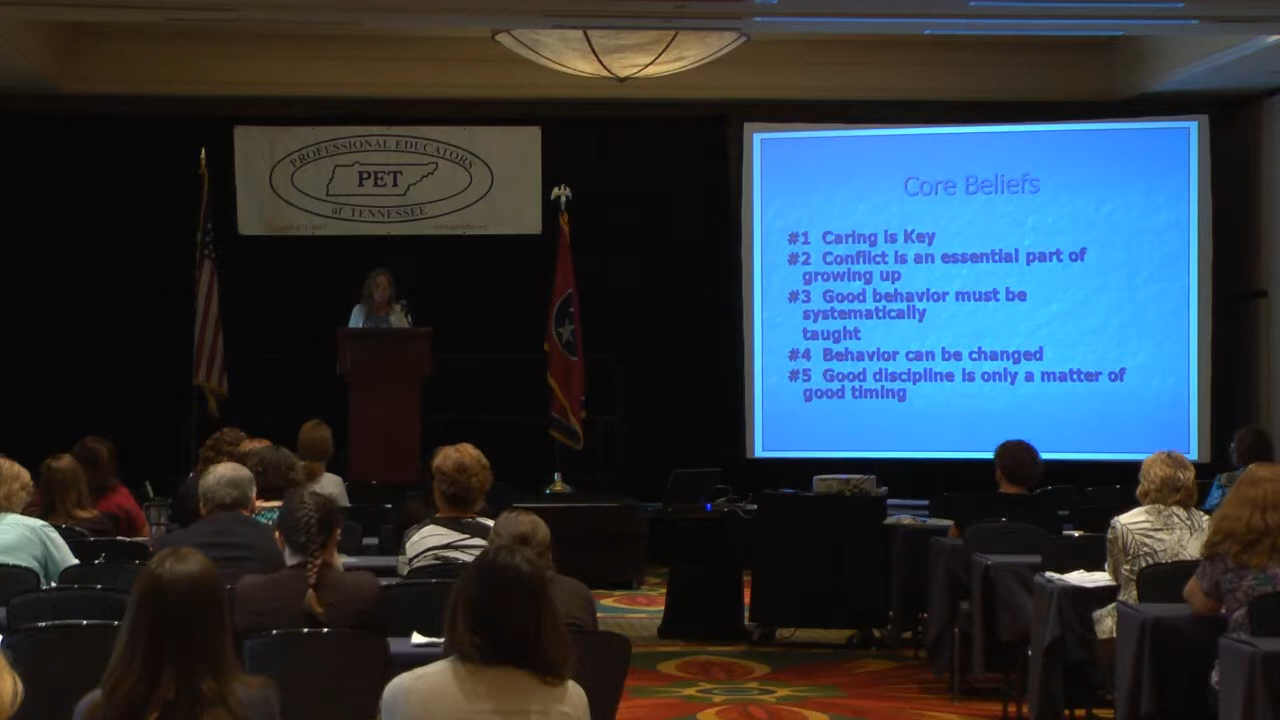 PROFESSIONAL EDUCATORS
PET
of TENNESSEE
Core Beliefs
#1 Caring is Key
#2 Conflict is an essential part of
growing up
#3 Good behavior must be
systematically
taught
#4 Behavior can be changed
#5 Good discipline is only a matter of
good timing